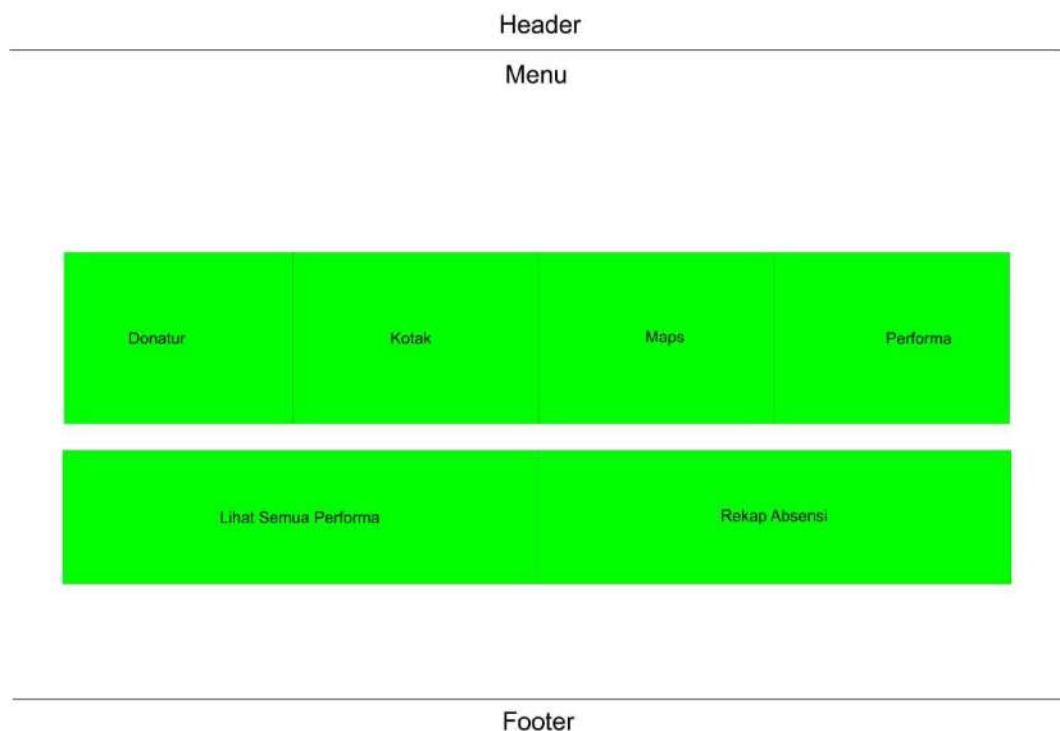 Header
Menu
Donatur
Kotak
Maps
Performa
Lihat Semua Performa
Rekap Absensi
Footer